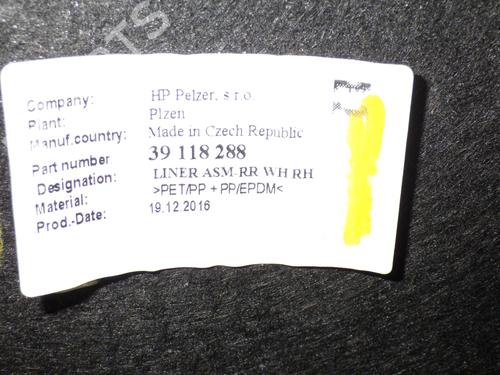 Company: HP Pelzer, s r.o.
Plant: Plzen
Manuf.country: Made in Czech Republic
Part number 39 118 288
Designation: LINER ASM-RR WH RH
Material: >PET/PP + PP/EPDM<
Prod.-Date: 19.12.2016